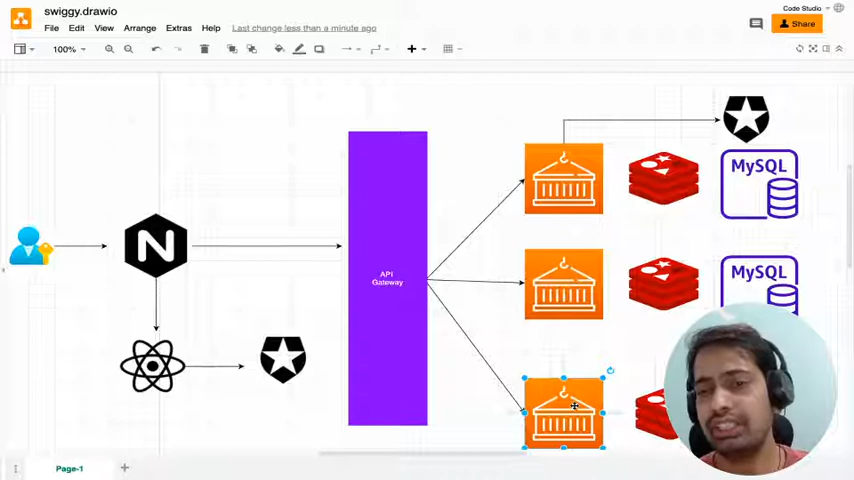 swiggy.drawio
Code Studio
File Edit View Arrange Extras Help Last change less than a minute ago
Share
100%
MySQL
N
API
Gateway
MySQL
Page-1